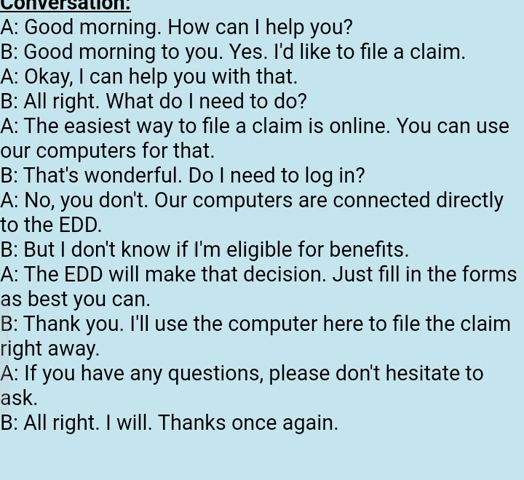 Conversation:
A: Good morning. How can I help you?
B: Good morning to you. Yes. I'd like to file a claim.
A: Okay, I can help you with that.
B: All right. What do I need to do?
A: The easiest way to file a claim is online. You can use
our computers for that.
B: That's wonderful. Do I need to log in?
A: No, you don't. Our computers are connected directly
to the EDD.
B: But I don't know if I'm eligible for benefits.
A: The EDD will make that decision. Just fill in the forms
as best you can.
B: Thank you. I'll use the computer here to file the claim
right away.
A: If you have any questions, please don't hesitate to
ask.
B: All right. I will. Thanks once again.